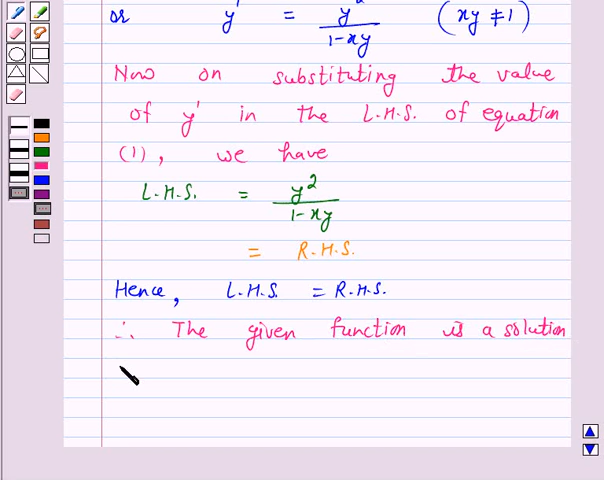 or y' = y²/(1-xy) (xy ≠ 1)
Now on substituting the value
of y' in the L.H.S. of equation
(1), we have
L.H.S. = y²/(1-xy)
= R.H.S.
Hence, L.H.S. = R.H.S.
∴ The given function is a solution